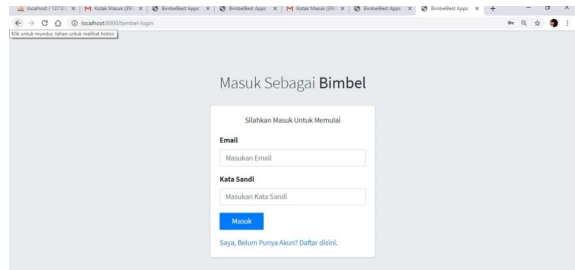 localhost / 127.0.
Kotak Masuk (29
BimbelBest Apps
BimbelBest Apps
Kotak Masuk (29
BimbelBest Apps
BimbelBest Apps
localhost:8000/bimbel-login
Klik untuk mundur, tahan untuk melihat histori
Masuk Sebagai Bimbel
Silahkan Masuk Untuk Memulai
Email
Masukan Email
Kata Sandi
Masukan Kata Sandi
Masuk
Saya, Belum Punya Akun? Daftar disini.